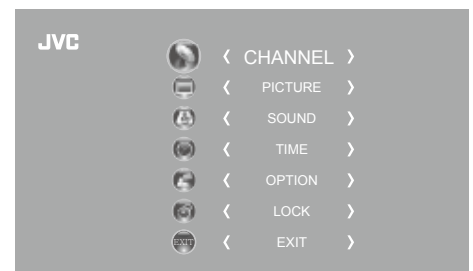 JVC
‹ CHANNEL ›
‹ PICTURE ›
‹ SOUND ›
‹ TIME ›
‹ OPTION ›
‹ LOCK ›
EXIT ‹ EXIT ›